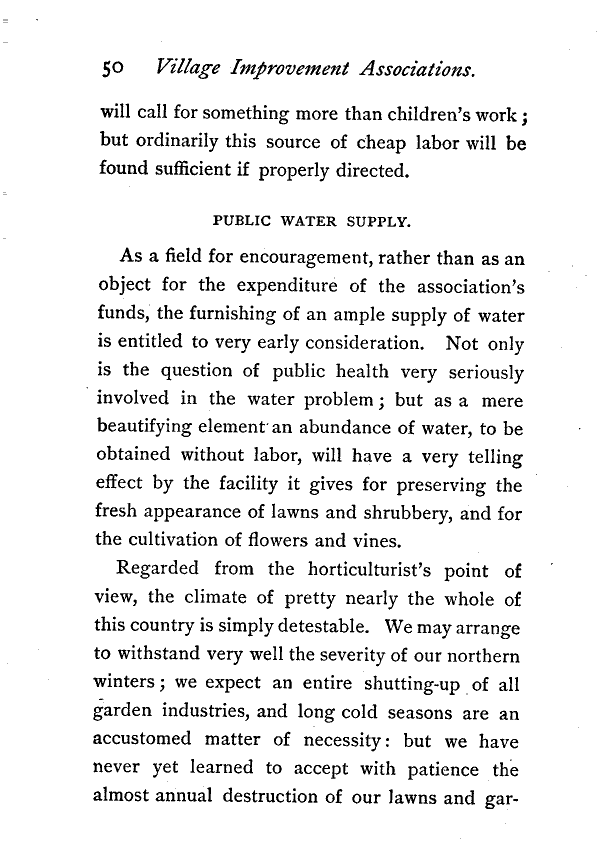 50 Village Improvement Associations.
will call for something more than children's work;
but ordinarily this source of cheap labor will be
found sufficient if properly directed.
PUBLIC WATER SUPPLY.
As a field for encouragement, rather than as an
object for the expenditure of the association's
funds, the furnishing of an ample supply of water
is entitled to very early consideration. Not only
is the question of public health very seriously
involved in the water problem; but as a mere
beautifying element an abundance of water, to be
obtained without labor, will have a very telling
effect by the facility it gives for preserving the
fresh appearance of lawns and shrubbery, and for
the cultivation of flowers and vines.
Regarded from the horticulturist's point of
view, the climate of pretty nearly the whole of
this country is simply detestable. We may arrange
to withstand very well the severity of our northern
winters; we expect an entire shutting-up of all
garden industries, and long cold seasons are an
accustomed matter of necessity: but we have
never yet learned to accept with patience the
almost annual destruction of our lawns and gar-